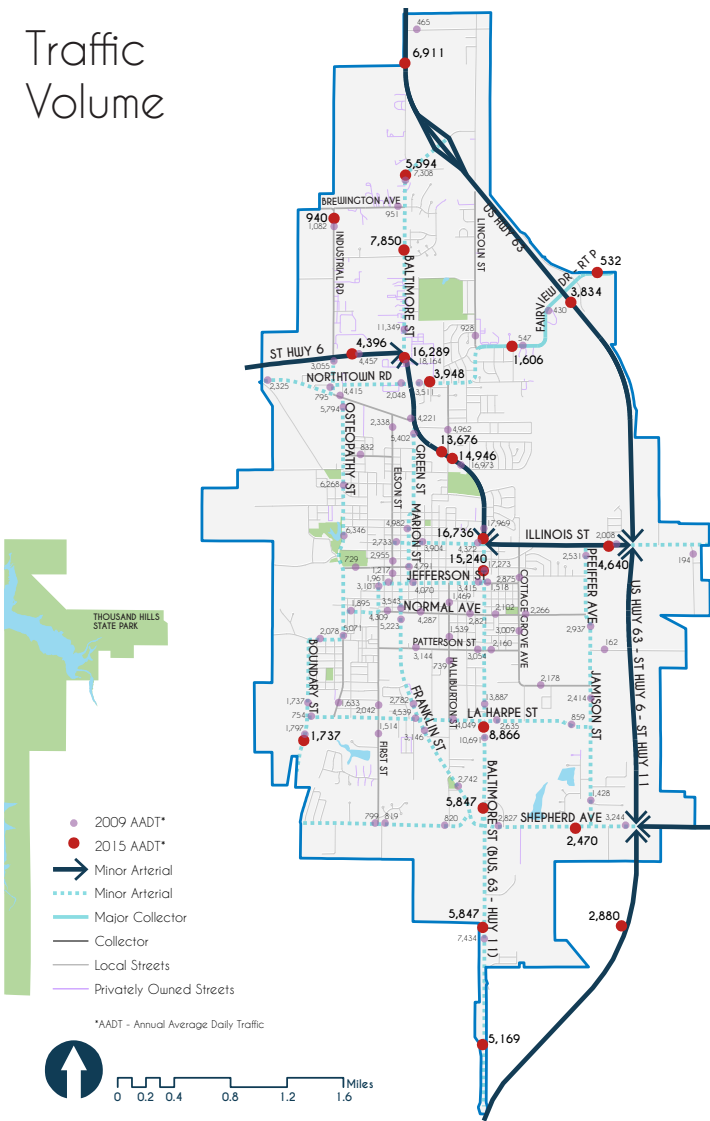 Traffic
Volume
465
6,911
5,594
7,308
BREWINGTON AVE
951
940
1,082
INDUSTRIAL RD
7,850
BALTIMORE ST
LINCOLN ST
US HWY 63
FAIRVIEW DR - RT P
532
3,834
430
11,349
928
547
1,606
ST HWY 6
4,396
4,457
16,289
18,164
3,055
NORTHTOWN RD
3,948
3,511
2,325
795
4,415
2,048
5,794
OSTEOPATHY ST
4,221
2,338
5,402
4,962
832
13,676
14,946
16,973
GREEN ST
ELSON ST
6,268
MARION ST
17,969
4,982
6,346
16,736
ILLINOIS ST
2,008
2,733
3,904
4,372
15,240
4,640
194
2,531
PFEIFFER AVE
2,955
729
4,791
17,273
1,217
JEFFERSON ST
COTTAGE GROVE AVE
1,961
3,101
4,070
3,415
2,875
1,518
US HWY 63 - ST HWY 6 - ST HWY 11
1,469
3,543
1,895
NORMAL AVE
4,309
4,287
2,821
2,102
2,266
5,223
2,937
2,078
6,071
1,539
3,009
PATTERSON ST
162
3,144
3,054
2,160
739
BOUNDARY ST
HALLIBURTON ST
JAMISON ST
2,178
FRANKLIN ST
1,737
1,633
2,782
13,887
2,414
2,042
754
4,539
LA HARPE ST
4,049
2,635
859
1,797
1,514
3,146
8,866
1,737
10,691
FIRST ST
BALTIMORE ST (BUS. 63 - HWY 11)
2,742
1,428
5,847
SHEPHERD AVE
799
819
820
2,827
3,244
2,470
5,847
7,434
2,880
5,169
THOUSAND HILLS
STATE PARK
2009 AADT*
2015 AADT*
Minor Arterial
Minor Arterial
Major Collector
Collector
Local Streets
Privately Owned Streets
*AADT - Annual Average Daily Traffic
Miles
0 0.2 0.4 0.8 1.2 1.6